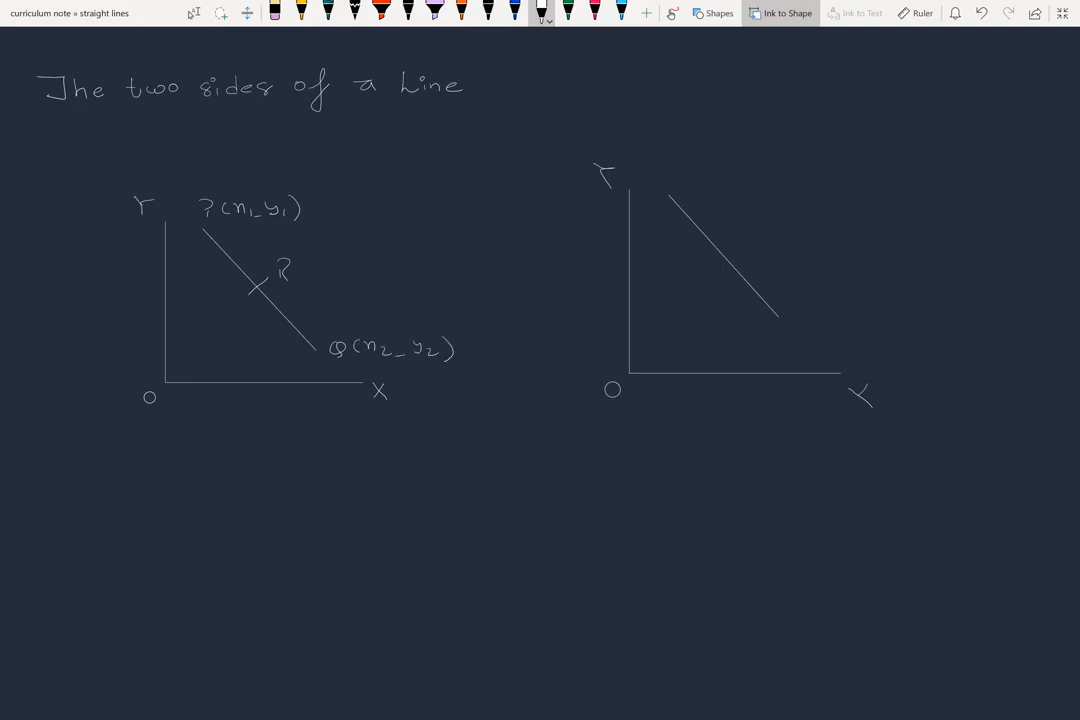 curriculum note » straight lines
Shapes
Ink to Shape
Ink to Text
Ruler
The two sides of a Line
Y
P(x₁, y₁)
R
Q(x₂, y₂)
O
X
Y
O
X